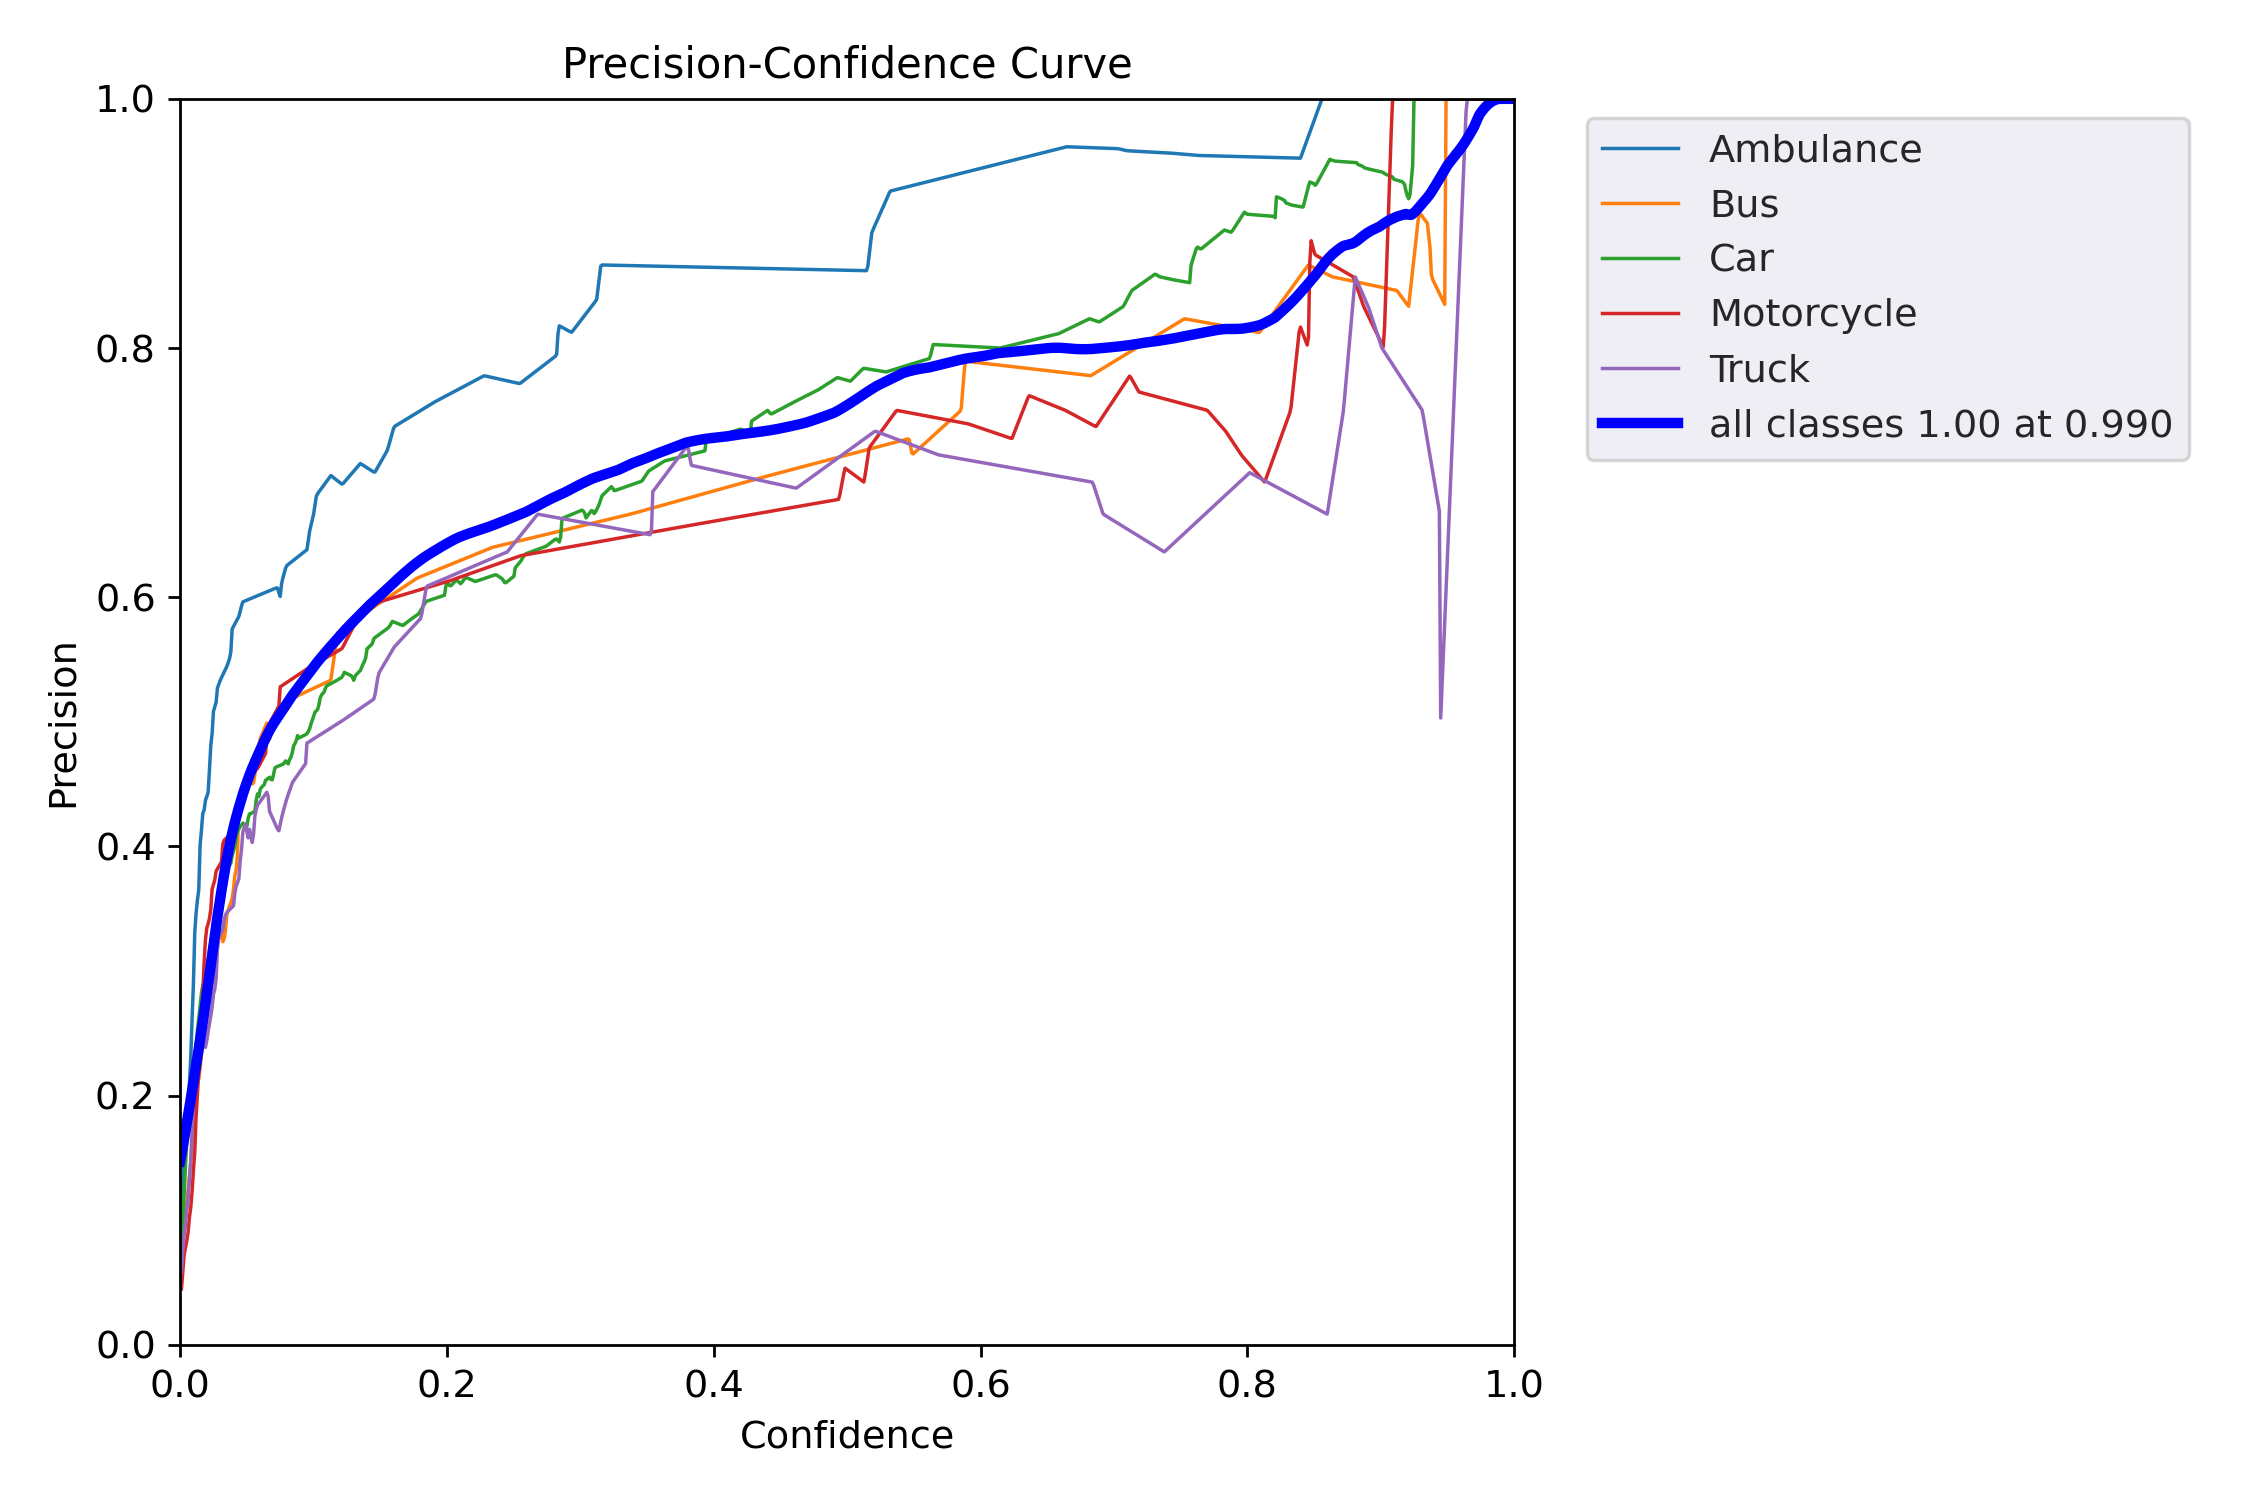 Precision-Confidence Curve
1.0
0.8
0.6
0.4
0.2
0.0
Precision
0.0 0.2 0.4 0.6 0.8 1.0
Confidence
Ambulance
Bus
Car
Motorcycle
Truck
all classes 1.00 at 0.990